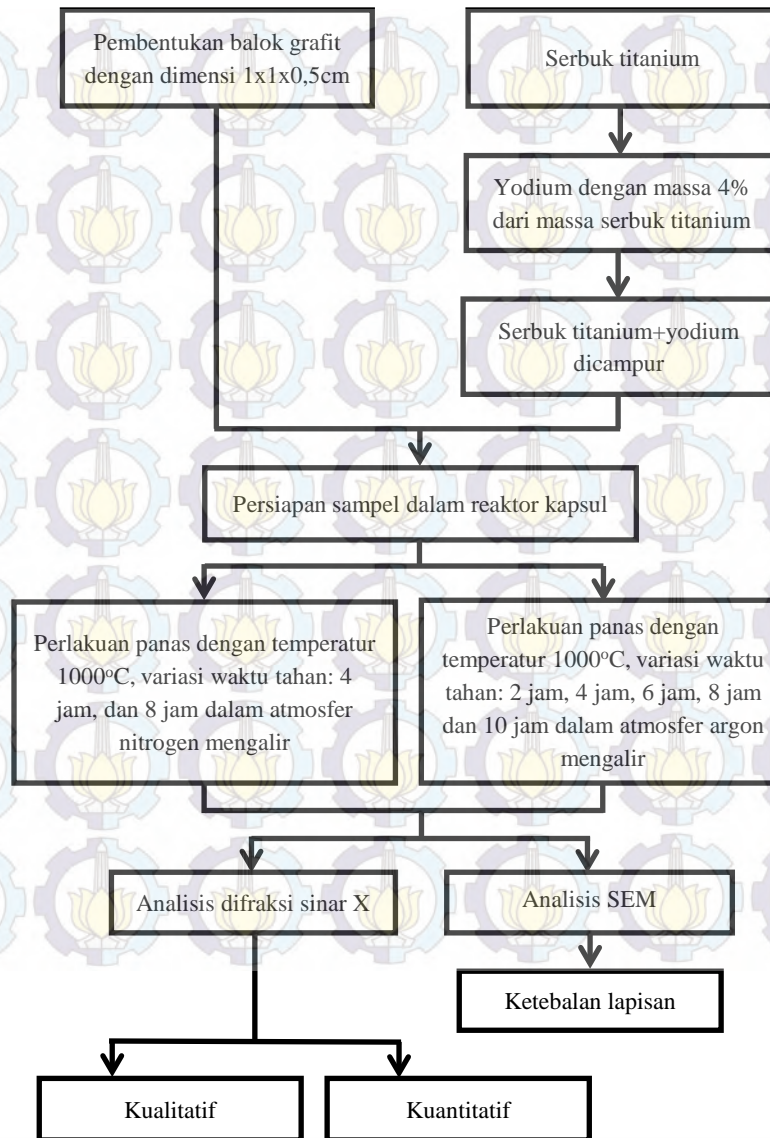 Pembentukan balok grafit
dengan dimensi 1x1x0,5cm
Serbuk titanium
Yodium dengan massa 4%
dari massa serbuk titanium
Serbuk titanium+yodium
dicampur
Persiapan sampel dalam reaktor kapsul
Perlakuan panas dengan temperatur
1000°C, variasi waktu tahan: 4
jam, dan 8 jam dalam atmosfer
nitrogen mengalir
Perlakuan panas dengan
temperatur 1000°C, variasi waktu
tahan: 2 jam, 4 jam, 6 jam, 8 jam
dan 10 jam dalam atmosfer argon
mengalir
Analisis difraksi sinar X
Analisis SEM
Ketebalan lapisan
Kualitatif
Kuantitatif